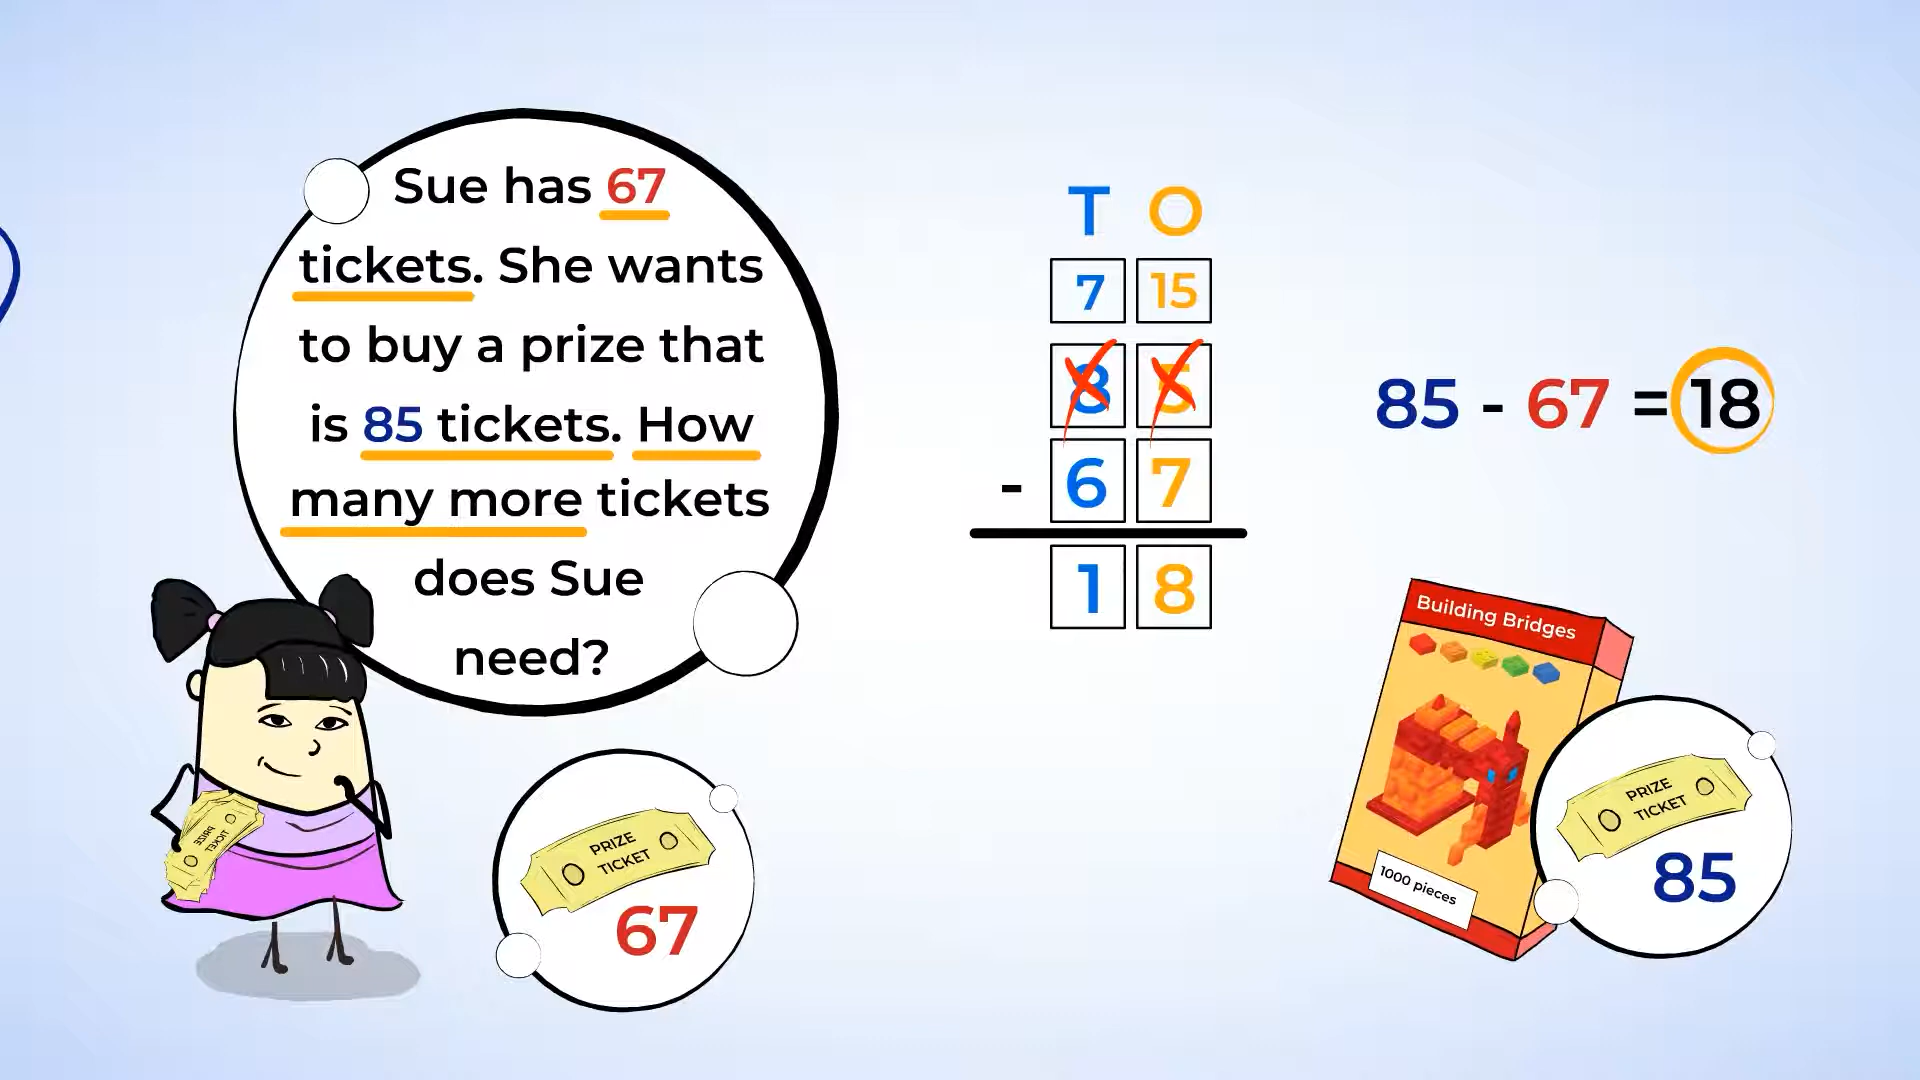 Sue has 67
tickets. She wants
to buy a prize that
is 85 tickets. How
many more tickets
does Sue
need?
T O
7 15
8 5
- 6 7
1 8
85 - 67 = 18
Building Bridges
1000 pieces
PRIZE
TICKET
85
PRIZE
TICKET
67
PRIZE
TICKET